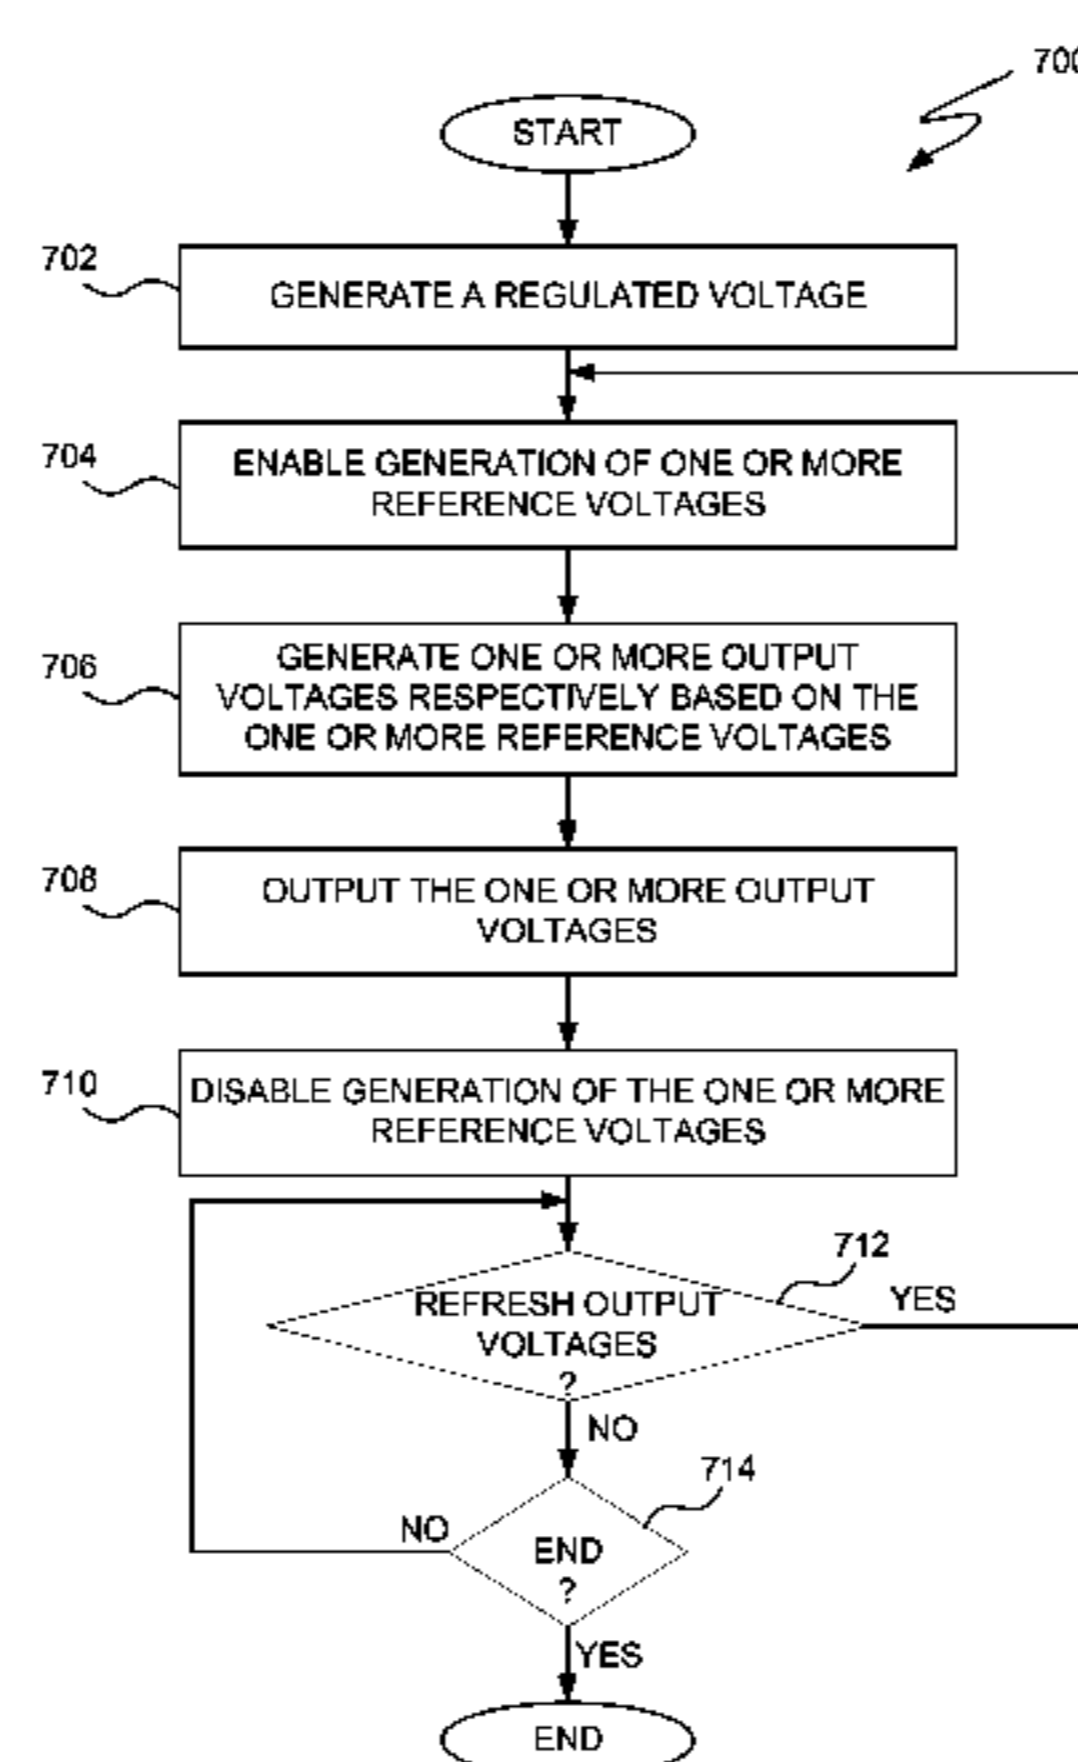 700
START
702
GENERATE A REGULATED VOLTAGE
704
ENABLE GENERATION OF ONE OR MORE
REFERENCE VOLTAGES
706
GENERATE ONE OR MORE OUTPUT
VOLTAGES RESPECTIVELY BASED ON THE
ONE OR MORE REFERENCE VOLTAGES
708
OUTPUT THE ONE OR MORE OUTPUT
VOLTAGES
710
DISABLE GENERATION OF THE ONE OR MORE
REFERENCE VOLTAGES
712
REFRESH OUTPUT
VOLTAGES
?
YES
NO
714
NO
END
?
YES
END